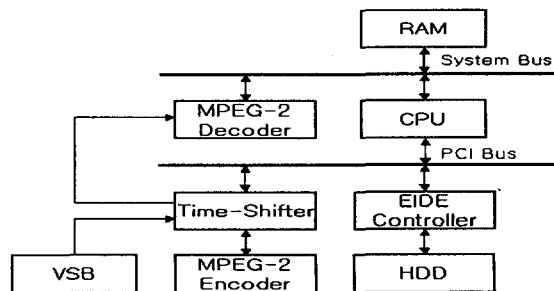 RAM
System Bus
MPEG-2
Decoder
CPU
PCI Bus
Time-Shifter
EIDE
Controller
VSB
MPEG-2
Encoder
HDD